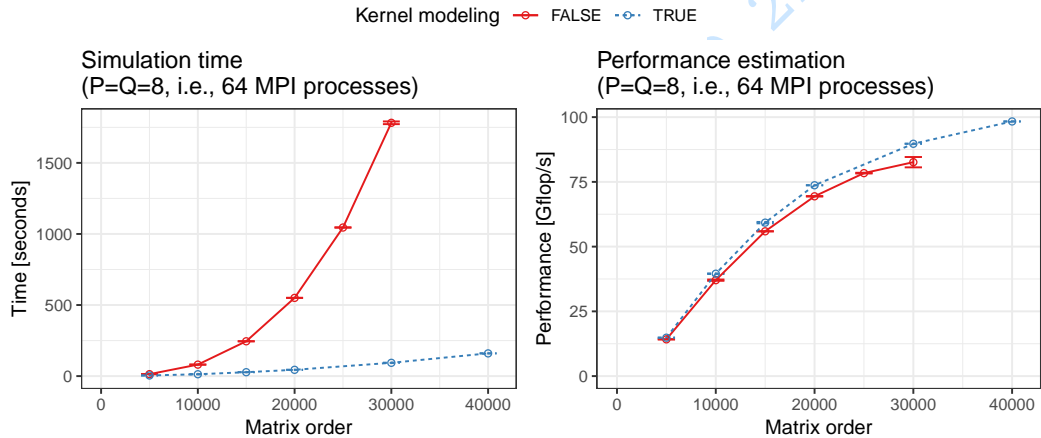 Kernel modeling FALSE TRUE
Simulation time
(P=Q=8, i.e., 64 MPI processes)
Time [seconds]
1500
1000
500
0
0 10000 20000 30000 40000
Matrix order
Performance estimation
(P=Q=8, i.e., 64 MPI processes)
Performance [Gflop/s]
100
75
50
25
0
0 10000 20000 30000 40000
Matrix order